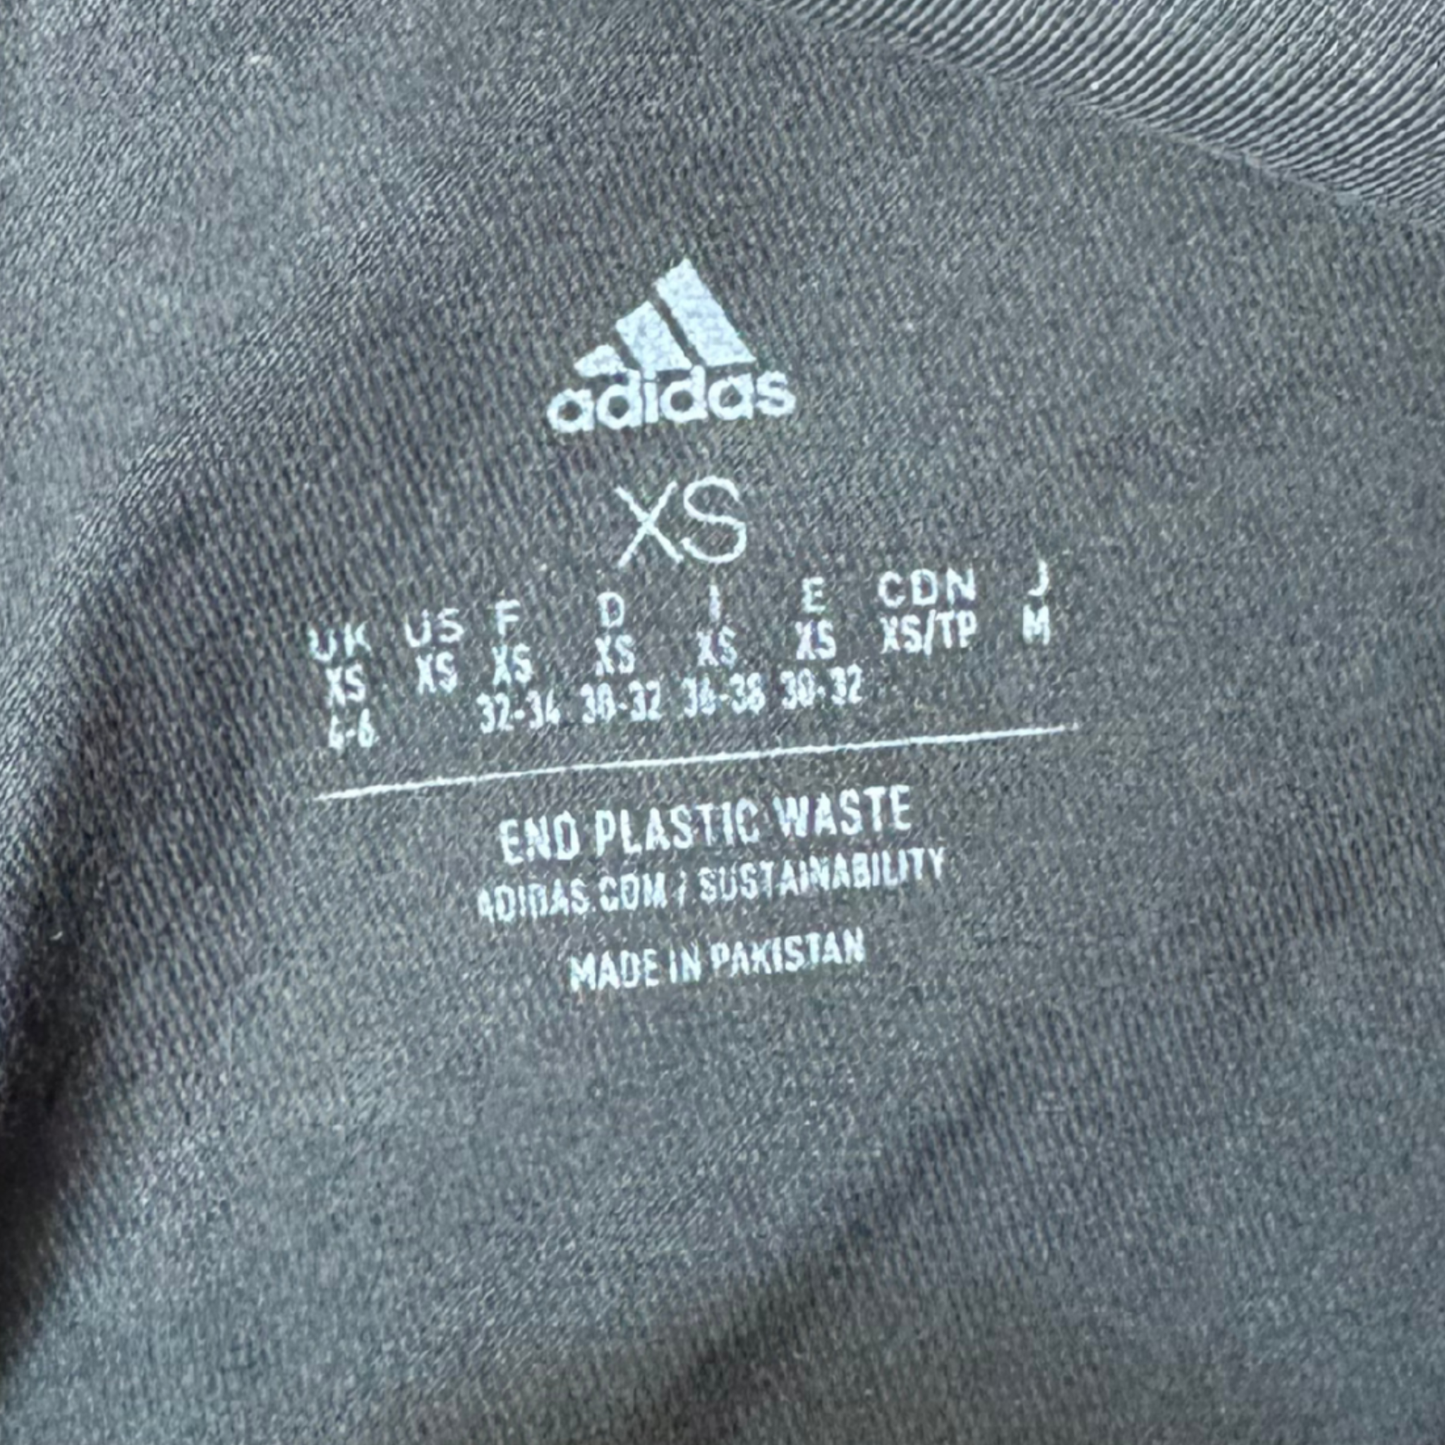 adidas
XS
UK US F D I E CDN J
XS XS XS XS XS XS XS/TP M
4-6 32-34 30-32 36-38 30-32
END PLASTIC WASTE
ADIDAS.COM / SUSTAINABILITY
MADE IN PAKISTAN